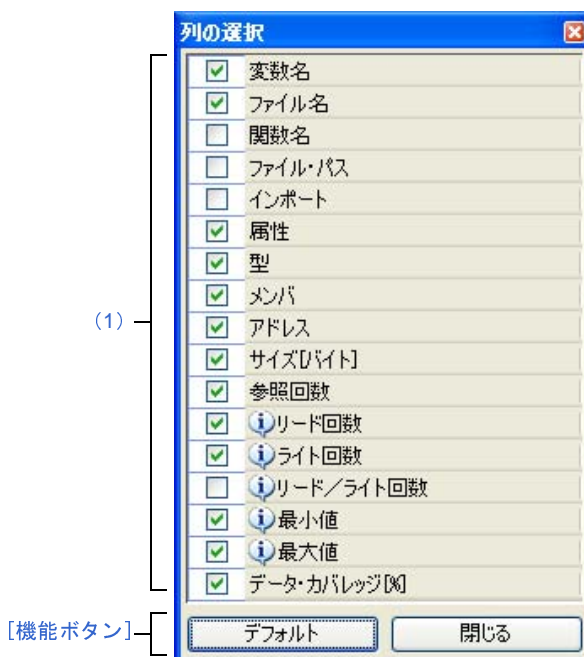 列の選択
変数名
ファイル名
関数名
ファイル・パス
インポート
属性
型
メンバ
(1)
アドレス
サイズ[バイト]
参照回数
リード回数
ライト回数
リード／ライト回数
最小値
最大値
データ・カバレッジ[%]
[機能ボタン]
デフォルト
閉じる